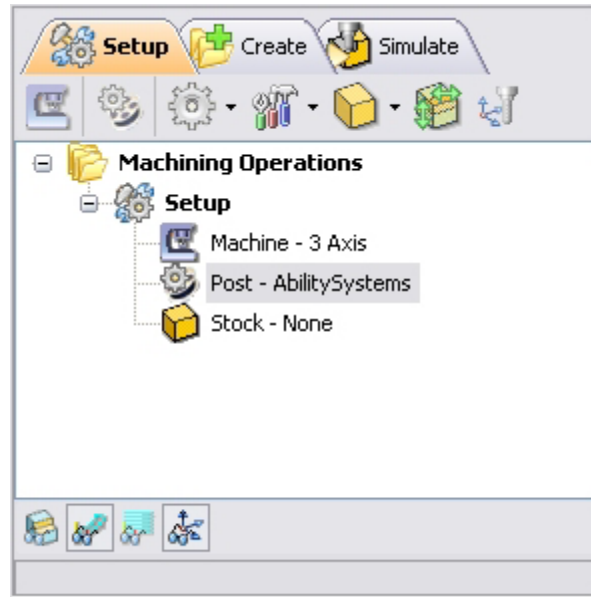 Setup Create Simulate
Machining Operations
Setup
Machine - 3 Axis
Post - AbilitySystems
Stock - None